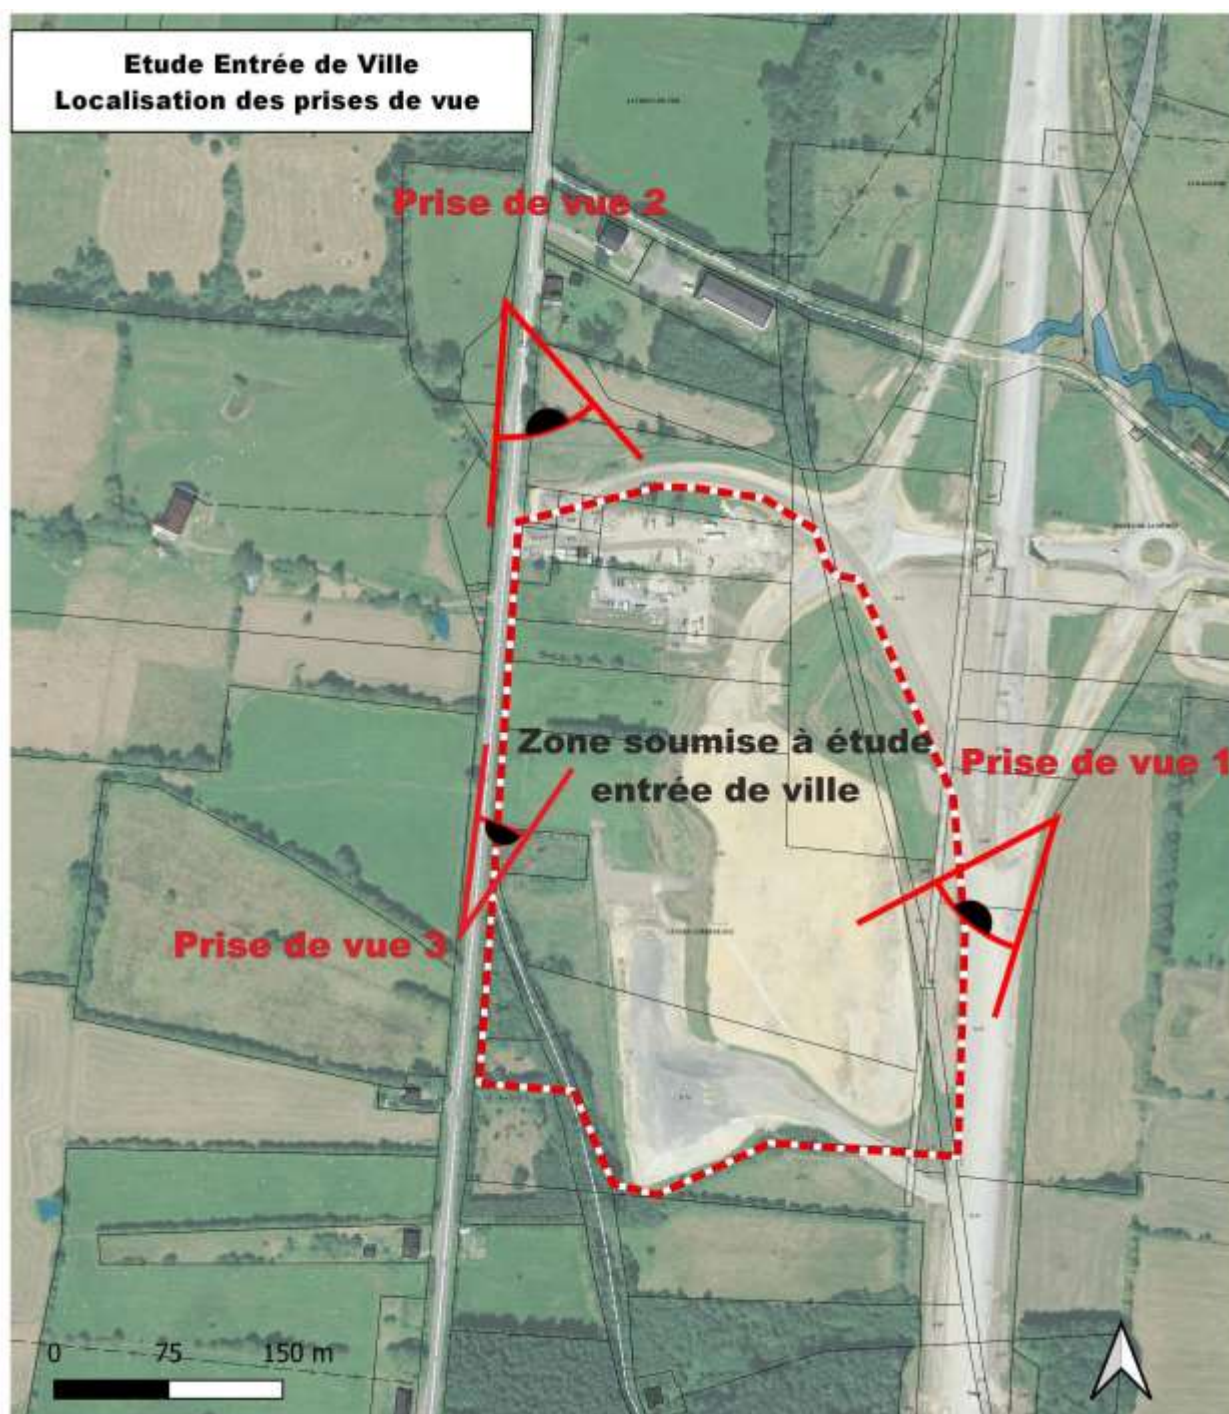 Etude Entrée de Ville
Localisation des prises de vue
Prise de vue 2
Zone soumise à étude
entrée de ville
Prise de vue 1
Prise de vue 3
0 75 150 m